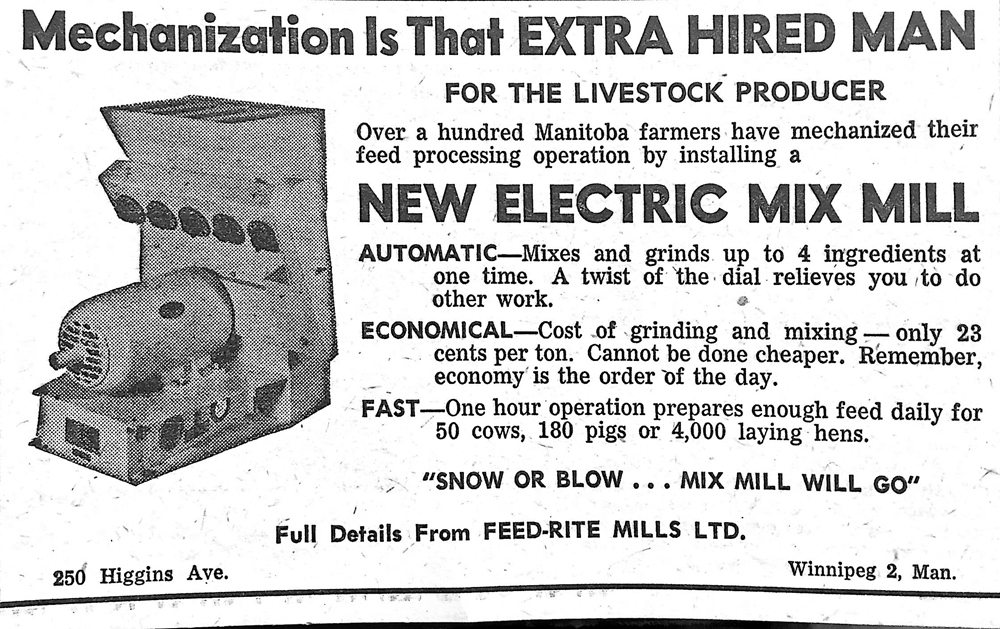 Mechanization Is That EXTRA HIRED MAN
FOR THE LIVESTOCK PRODUCER
Over a hundred Manitoba farmers have mechanized their
feed processing operation by installing a
NEW ELECTRIC MIX MILL
AUTOMATIC—Mixes and grinds up to 4 ingredients at
one time. A twist of the dial relieves you to do
other work.
ECONOMICAL—Cost of grinding and mixing — only 23
cents per ton. Cannot be done cheaper. Remember,
economy is the order of the day.
FAST—One hour operation prepares enough feed daily for
50 cows, 180 pigs or 4,000 laying hens.
"SNOW OR BLOW . . . MIX MILL WILL GO"
Full Details From FEED-RITE MILLS LTD.
250 Higgins Ave.
Winnipeg 2, Man.